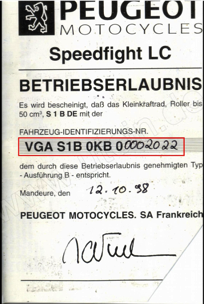 PEUGEOT
MOTOCYCLES
Speedfight LC
BETRIEBSERLAUBNIS
Es wird bescheinigt, daß das Kleinkraftrad, Roller bis
50 cm³, S 1 B DE mit der
FAHRZEUG-IDENTIFIZIERUNGS-NR.
VGA S1B 0KB 00002022
dem durch diese Betriebserlaubnis genehmigten Typ
- Ausführung B - entspricht.
Mandeure, den 12.10.98
PEUGEOT MOTOCYCLES. SA Frankreich